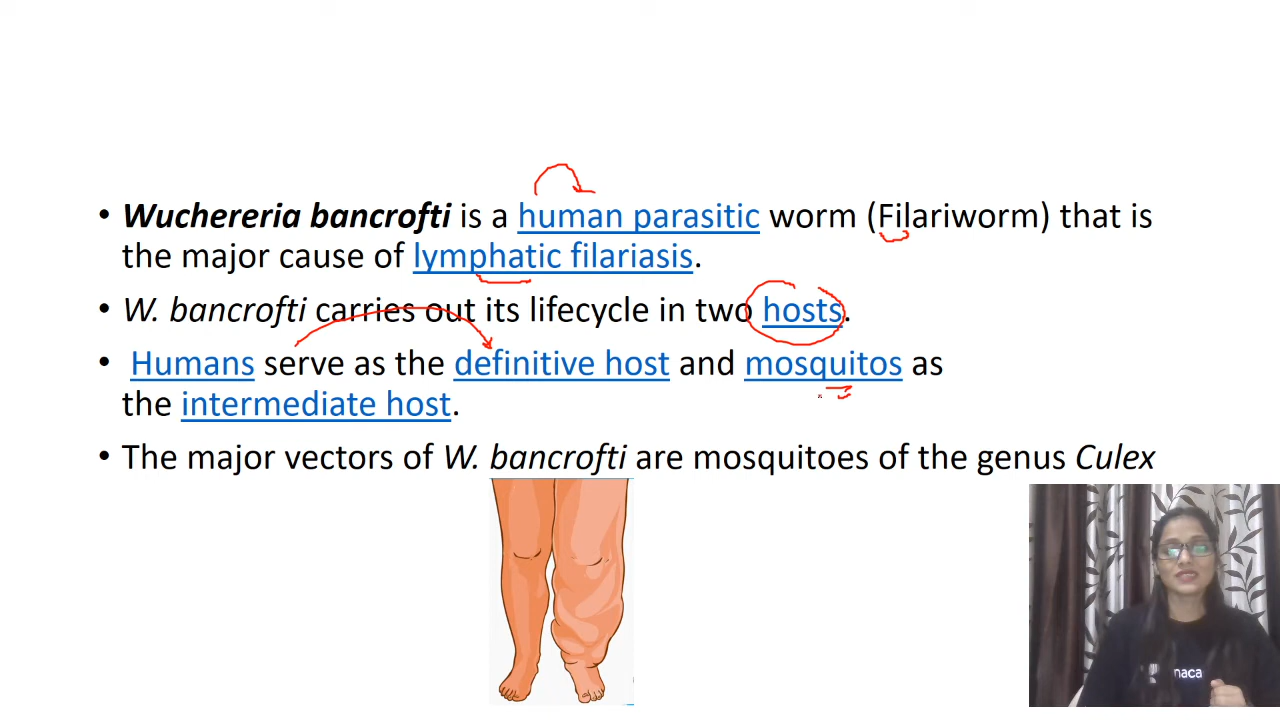 • Wuchereria bancrofti is a human parasitic worm (Filariworm) that is
the major cause of lymphatic filariasis.
• W. bancrofti carries out its lifecycle in two hosts.
• Humans serve as the definitive host and mosquitos as
the intermediate host.
• The major vectors of W. bancrofti are mosquitoes of the genus Culex
naca